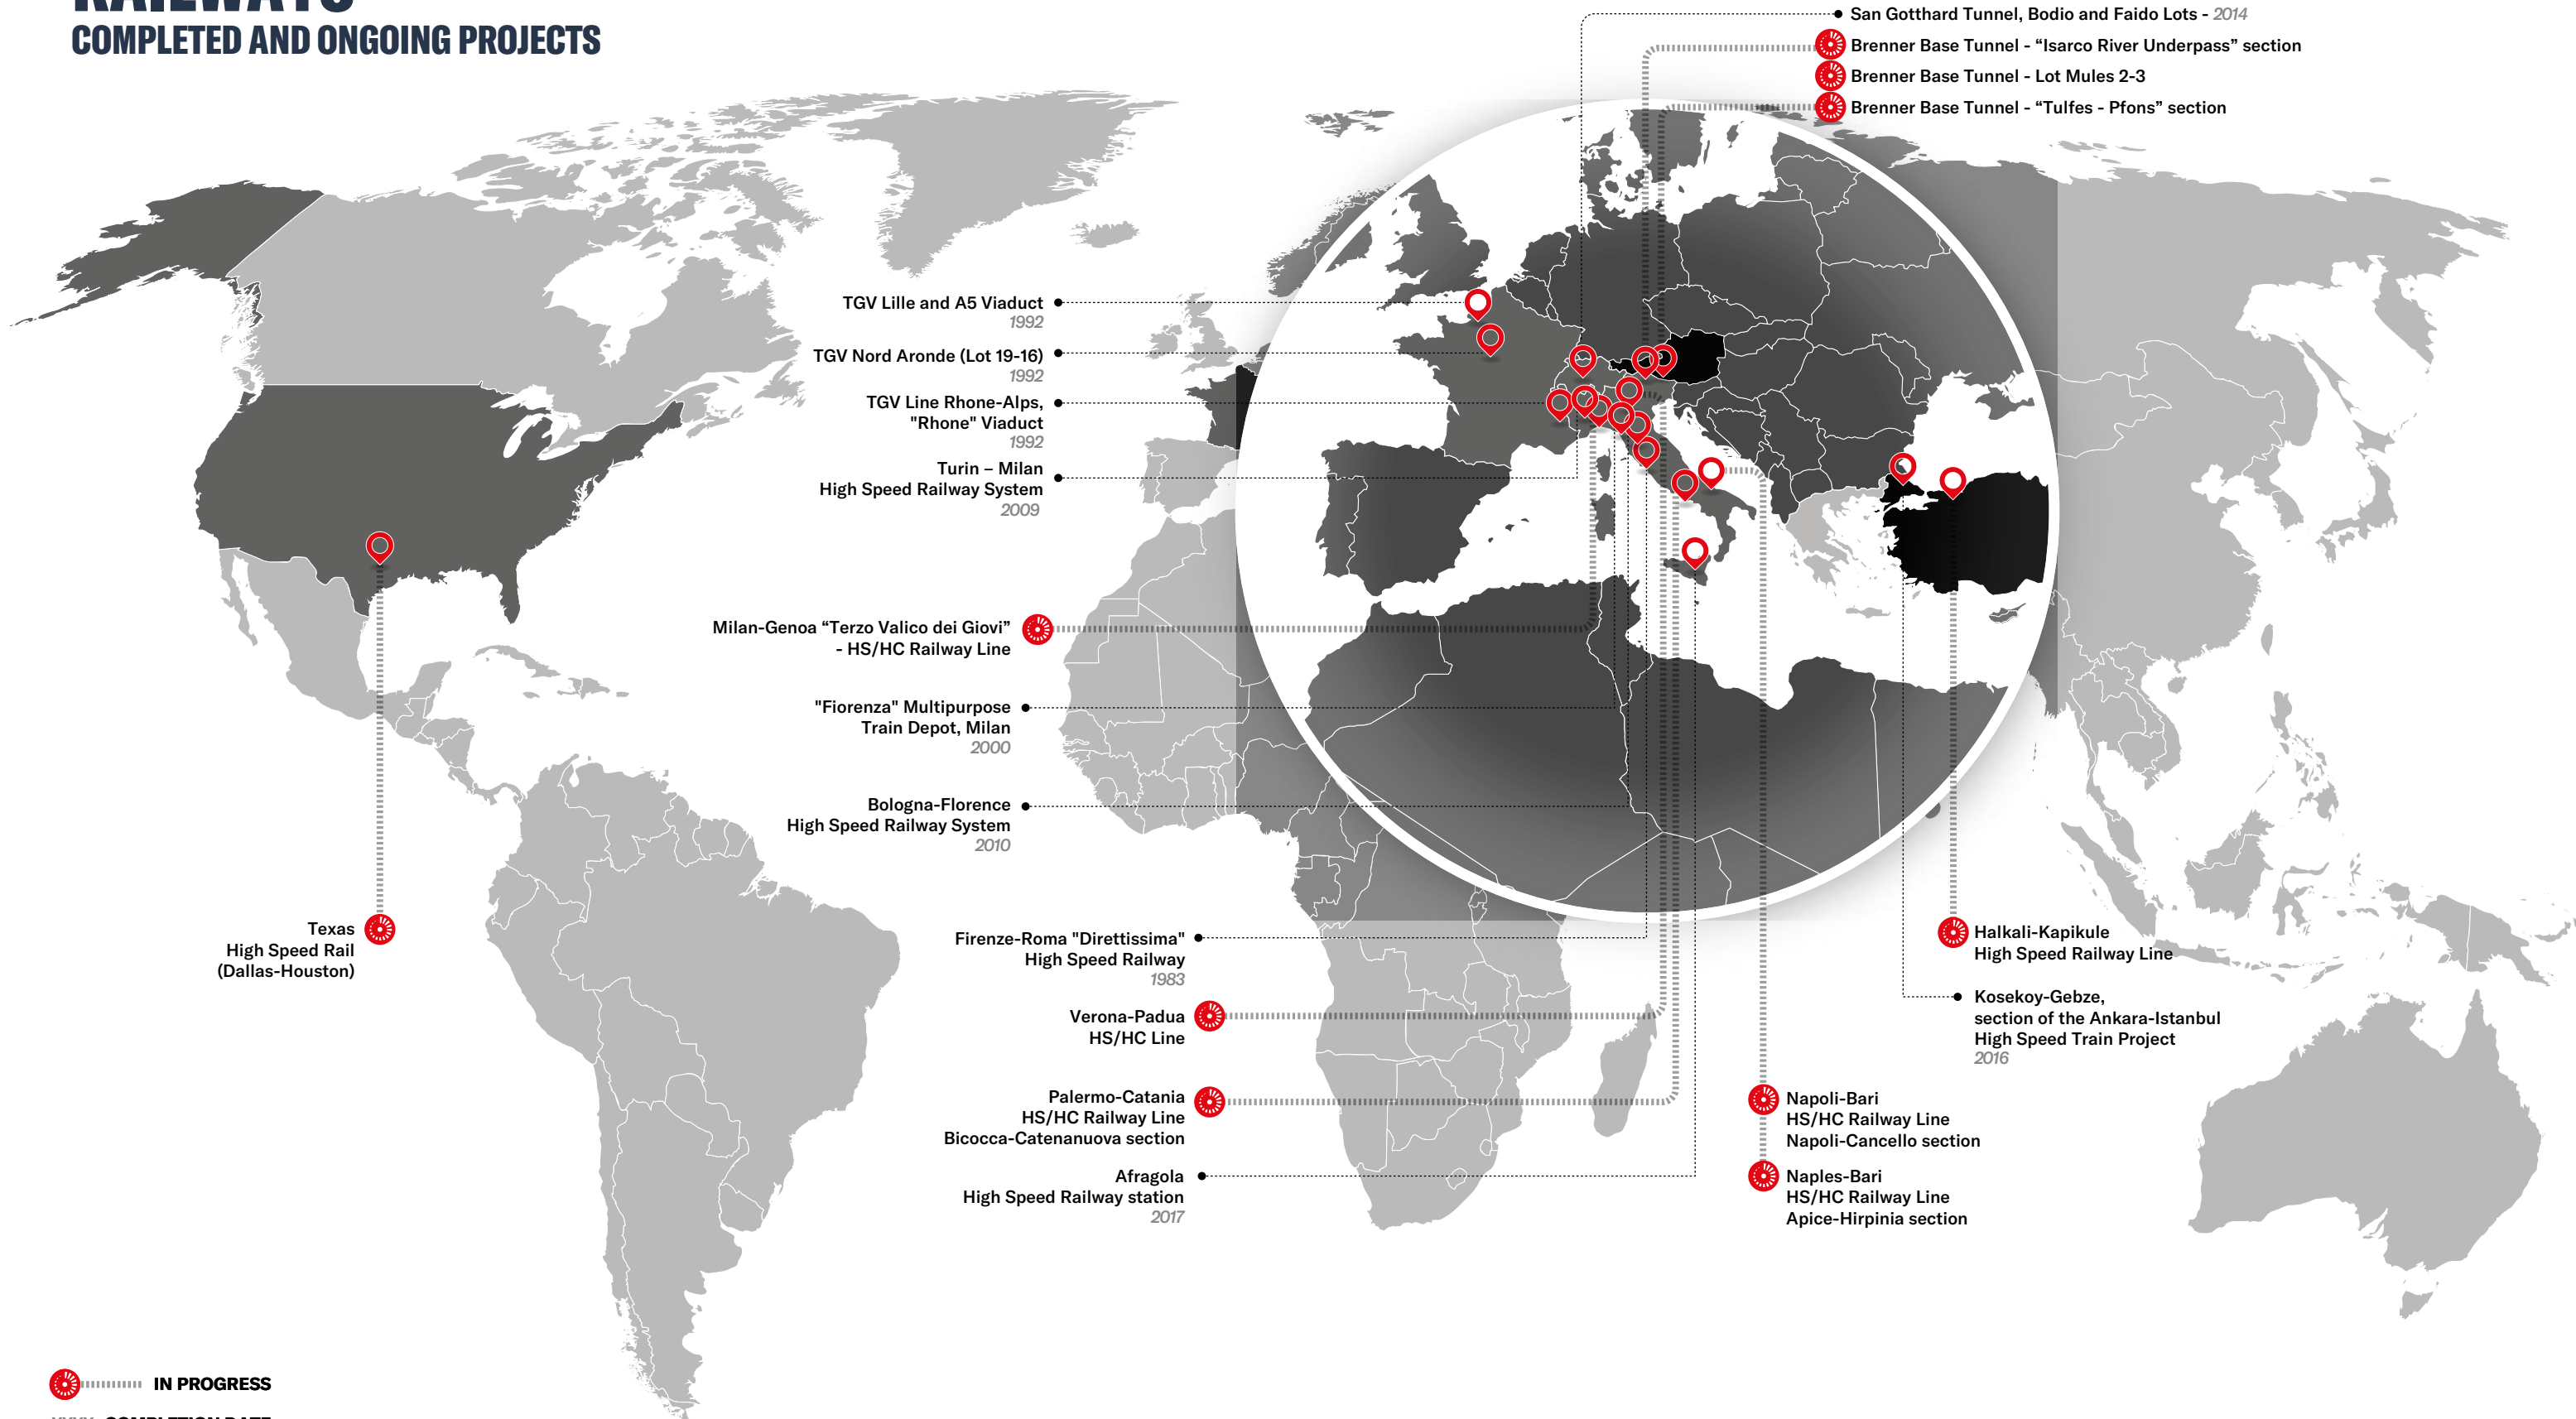 RAILWAYS
COMPLETED AND ONGOING PROJECTS
San Gotthard Tunnel, Bodio and Faido Lots - 2014
Brenner Base Tunnel - “Isarco River Underpass” section
Brenner Base Tunnel - Lot Mules 2-3
Brenner Base Tunnel - “Tulfes - Pfons” section
TGV Lille and A5 Viaduct
1992
TGV Nord Aronde (Lot 19-16)
1992
TGV Line Rhone-Alps,
"Rhone" Viaduct
1992
Turin – Milan
High Speed Railway System
2009
Milan-Genoa “Terzo Valico dei Giovi”
- HS/HC Railway Line
"Fiorenza" Multipurpose
Train Depot, Milan
2000
Bologna-Florence
High Speed Railway System
2010
Texas
High Speed Rail
(Dallas-Houston)
Firenze-Roma "Direttissima"
High Speed Railway
1983
Verona-Padua
HS/HC Line
Palermo-Catania
HS/HC Railway Line
Bicocca-Catenanuova section
Afragola
High Speed Railway station
2017
Halkali-Kapikule
High Speed Railway Line
Kosekoy-Gebze,
section of the Ankara-Istanbul
High Speed Train Project
2016
Napoli-Bari
HS/HC Railway Line
Napoli-Cancello section
Naples-Bari
HS/HC Railway Line
Apice-Hirpinia section
IN PROGRESS
COMPLETION DATE